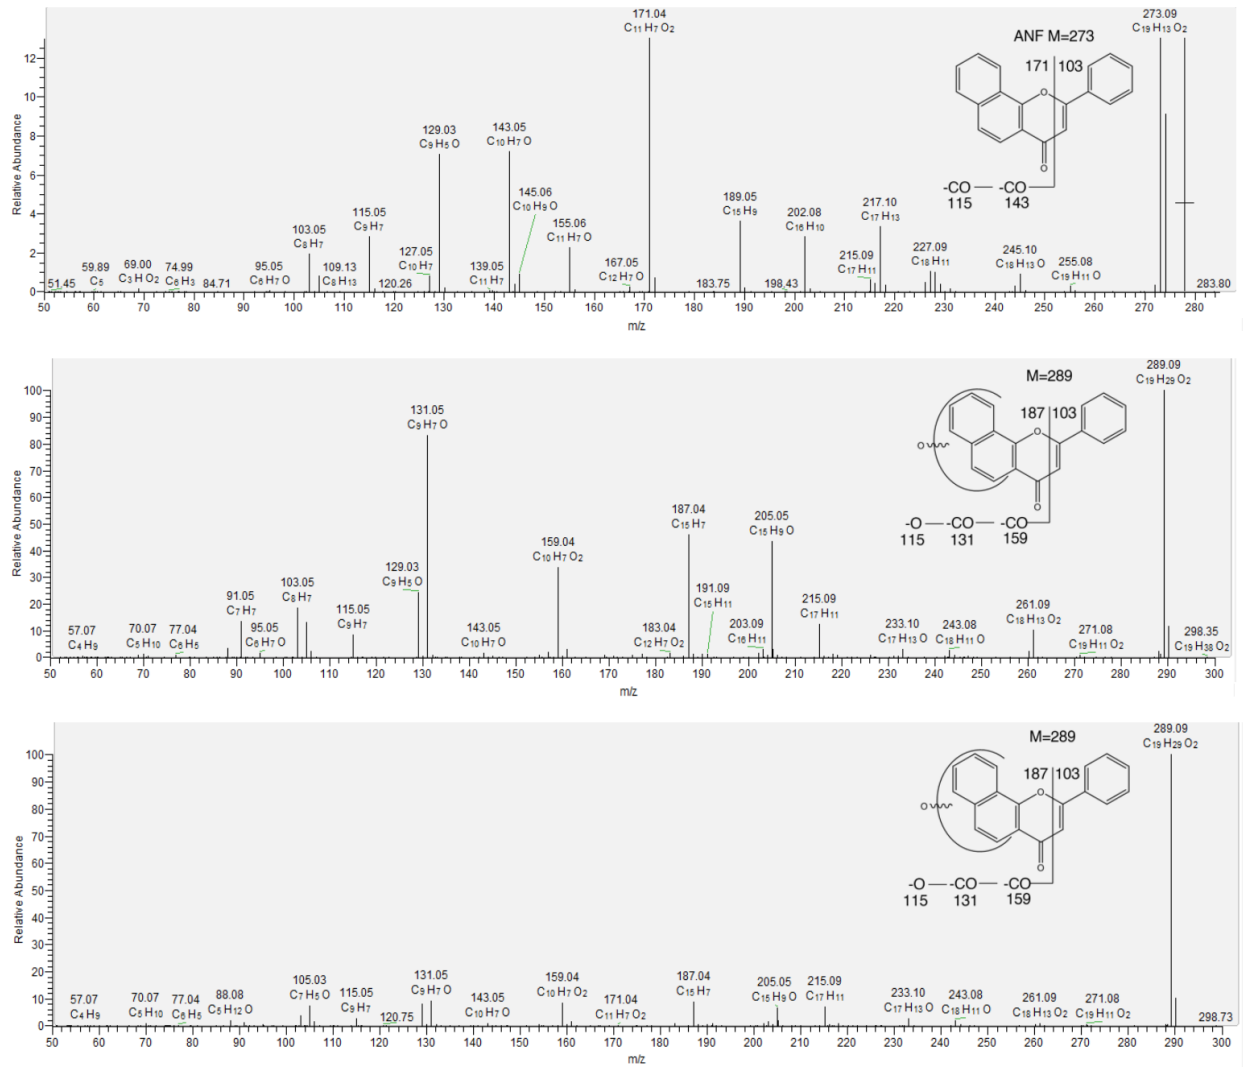 171.04
C11 H7 O2
273.09
C19 H13 O2
ANF M=273
171 103
O
O
-CO — -CO
115 143
129.03
C9 H5 O
143.05
C10 H7 O
145.06
C10 H9 O
115.05
C9 H7
103.05
C8 H7
127.05
C10 H7
155.06
C11 H7 O
189.05
C15 H9
202.08
C16 H10
217.10
C17 H13
215.09
C17 H11
227.09
C18 H11
245.10
C18 H13 O
255.08
C19 H11 O
51.45
59.89
C5
69.00
C3 H O2
74.99
C6 H3
84.71
95.05
C6 H7 O
109.13
C8 H13
120.26
139.05
C11 H7
167.05
C12 H7 O
183.75
198.43
283.80
Relative Abundance
0 2 4 6 8 10 12
50 60 70 80 90 100 110 120 130 140 150 160 170 180 190 200 210 220 230 240 250 260 270 280
m/z
289.09
C19 H29 O2
M=289
187 103
O
O
O
-O — -CO — -CO
115 131 159
131.05
C9 H7 O
187.04
C15 H7
205.05
C15 H9 O
159.04
C10 H7 O2
129.03
C9 H5 O
191.09
C15 H11
91.05
C7 H7
103.05
C8 H7
215.09
C17 H11
261.09
C18 H13 O2
57.07
C4 H9
70.07
C5 H10
77.04
C6 H5
95.05
C6 H7 O
115.05
C9 H7
143.05
C10 H7 O
183.04
C12 H7 O2
203.09
C16 H11
233.10
C17 H13 O
243.08
C18 H11 O
271.08
C19 H11 O2
298.35
C19 H38 O2
Relative Abundance
0 10 20 30 40 50 60 70 80 90 100
50 60 70 80 90 100 110 120 130 140 150 160 170 180 190 200 210 220 230 240 250 260 270 280 290 300
m/z
289.09
C19 H29 O2
M=289
187 103
O
O
O
-O — -CO — -CO
115 131 159
57.07
C4 H9
70.07
C5 H10
77.04
C6 H5
88.08
C5 H12 O
105.03
C7 H5 O
115.05
C9 H7
120.75
131.05
C9 H7 O
143.05
C10 H7 O
159.04
C10 H7 O2
171.04
C11 H7 O2
187.04
C15 H7
205.05
C15 H9 O
215.09
C17 H11
233.10
C17 H13 O
243.08
C18 H11 O
261.09
C18 H13 O2
271.08
C19 H11 O2
298.73
Relative Abundance
0 10 20 30 40 50 60 70 80 90 100
50 60 70 80 90 100 110 120 130 140 150 160 170 180 190 200 210 220 230 240 250 260 270 280 290 300
m/z